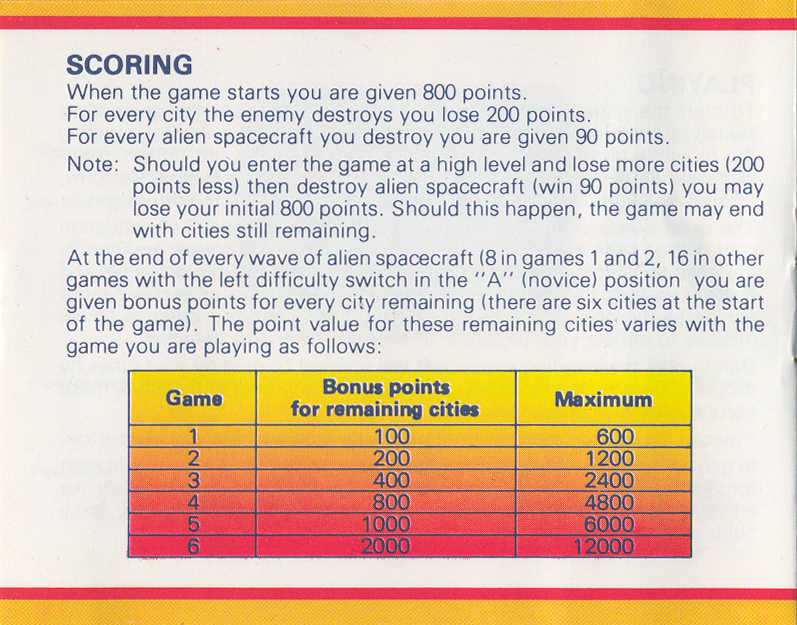 SCORING
When the game starts you are given 800 points.
For every city the enemy destroys you lose 200 points.
For every alien spacecraft you destroy you are given 90 points.
Note: Should you enter the game at a high level and lose more cities (200
points less) then destroy alien spacecraft (win 90 points) you may
lose your initial 800 points. Should this happen, the game may end
with cities still remaining.
At the end of every wave of alien spacecraft (8 in games 1 and 2, 16 in other
games with the left difficulty switch in the "A" (novice) position you are
given bonus points for every city remaining (there are six cities at the start
of the game). The point value for these remaining cities varies with the
game you are playing as follows:
Game Bonus points for remaining cities Maximum
1 100 600
2 200 1200
3 400 2400
4 800 4800
5 1000 6000
6 2000 12000